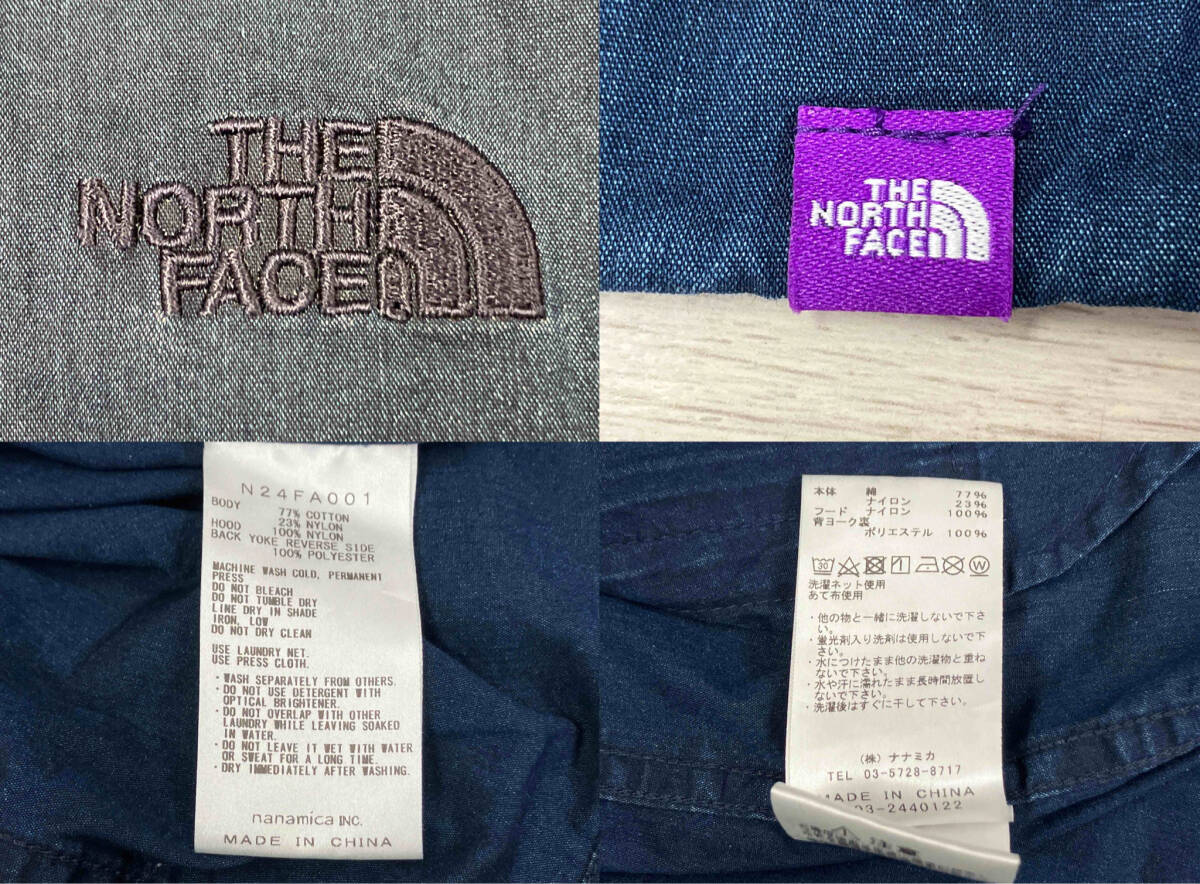 THE
NORTH
FACE
THE
NORTH
FACE
N24FA001
BODY
77% COTTON
23% NYLON
HOOD
100% NYLON
BACK YOKE REVERSE SIDE
100% POLYESTER
MACHINE WASH COLD, PERMANENT
PRESS
DO NOT BLEACH
DO NOT TUMBLE DRY
LINE DRY IN SHADE
IRON, LOW
DO NOT DRY CLEAN
USE LAUNDRY NET.
USE PRESS CLOTH.
・WASH SEPARATELY FROM OTHERS.
・DO NOT USE DETERGENT WITH
OPTICAL BRIGHTENER.
・DO NOT OVERLAP WITH OTHER
LAUNDRY WHILE LEAVING SOAKED
IN WATER.
・DO NOT LEAVE IT WET WITH WATER
OR SWEAT FOR A LONG TIME.
・DRY IMMEDIATELY AFTER WASHING.
nanamica INC.
MADE IN CHINA
本体 綿 77%
ナイロン 23%
フード ナイロン 100%
背ヨーク裏
ポリエステル 100%
30 W
洗濯ネット使用
あて布使用
・他の物と一緒に洗濯しないで下さ
い。
・蛍光剤入り洗剤は使用しないで下
さい。
・水につけたまま他の洗濯物と重ね
ないで下さい。
・水や汗に濡れたまま長時間放置し
ないで下さい。
・洗濯後はすぐに干して下さい。
(株) ナナミカ
TEL 03-5728-8717
MADE IN CHINA
03-2440122